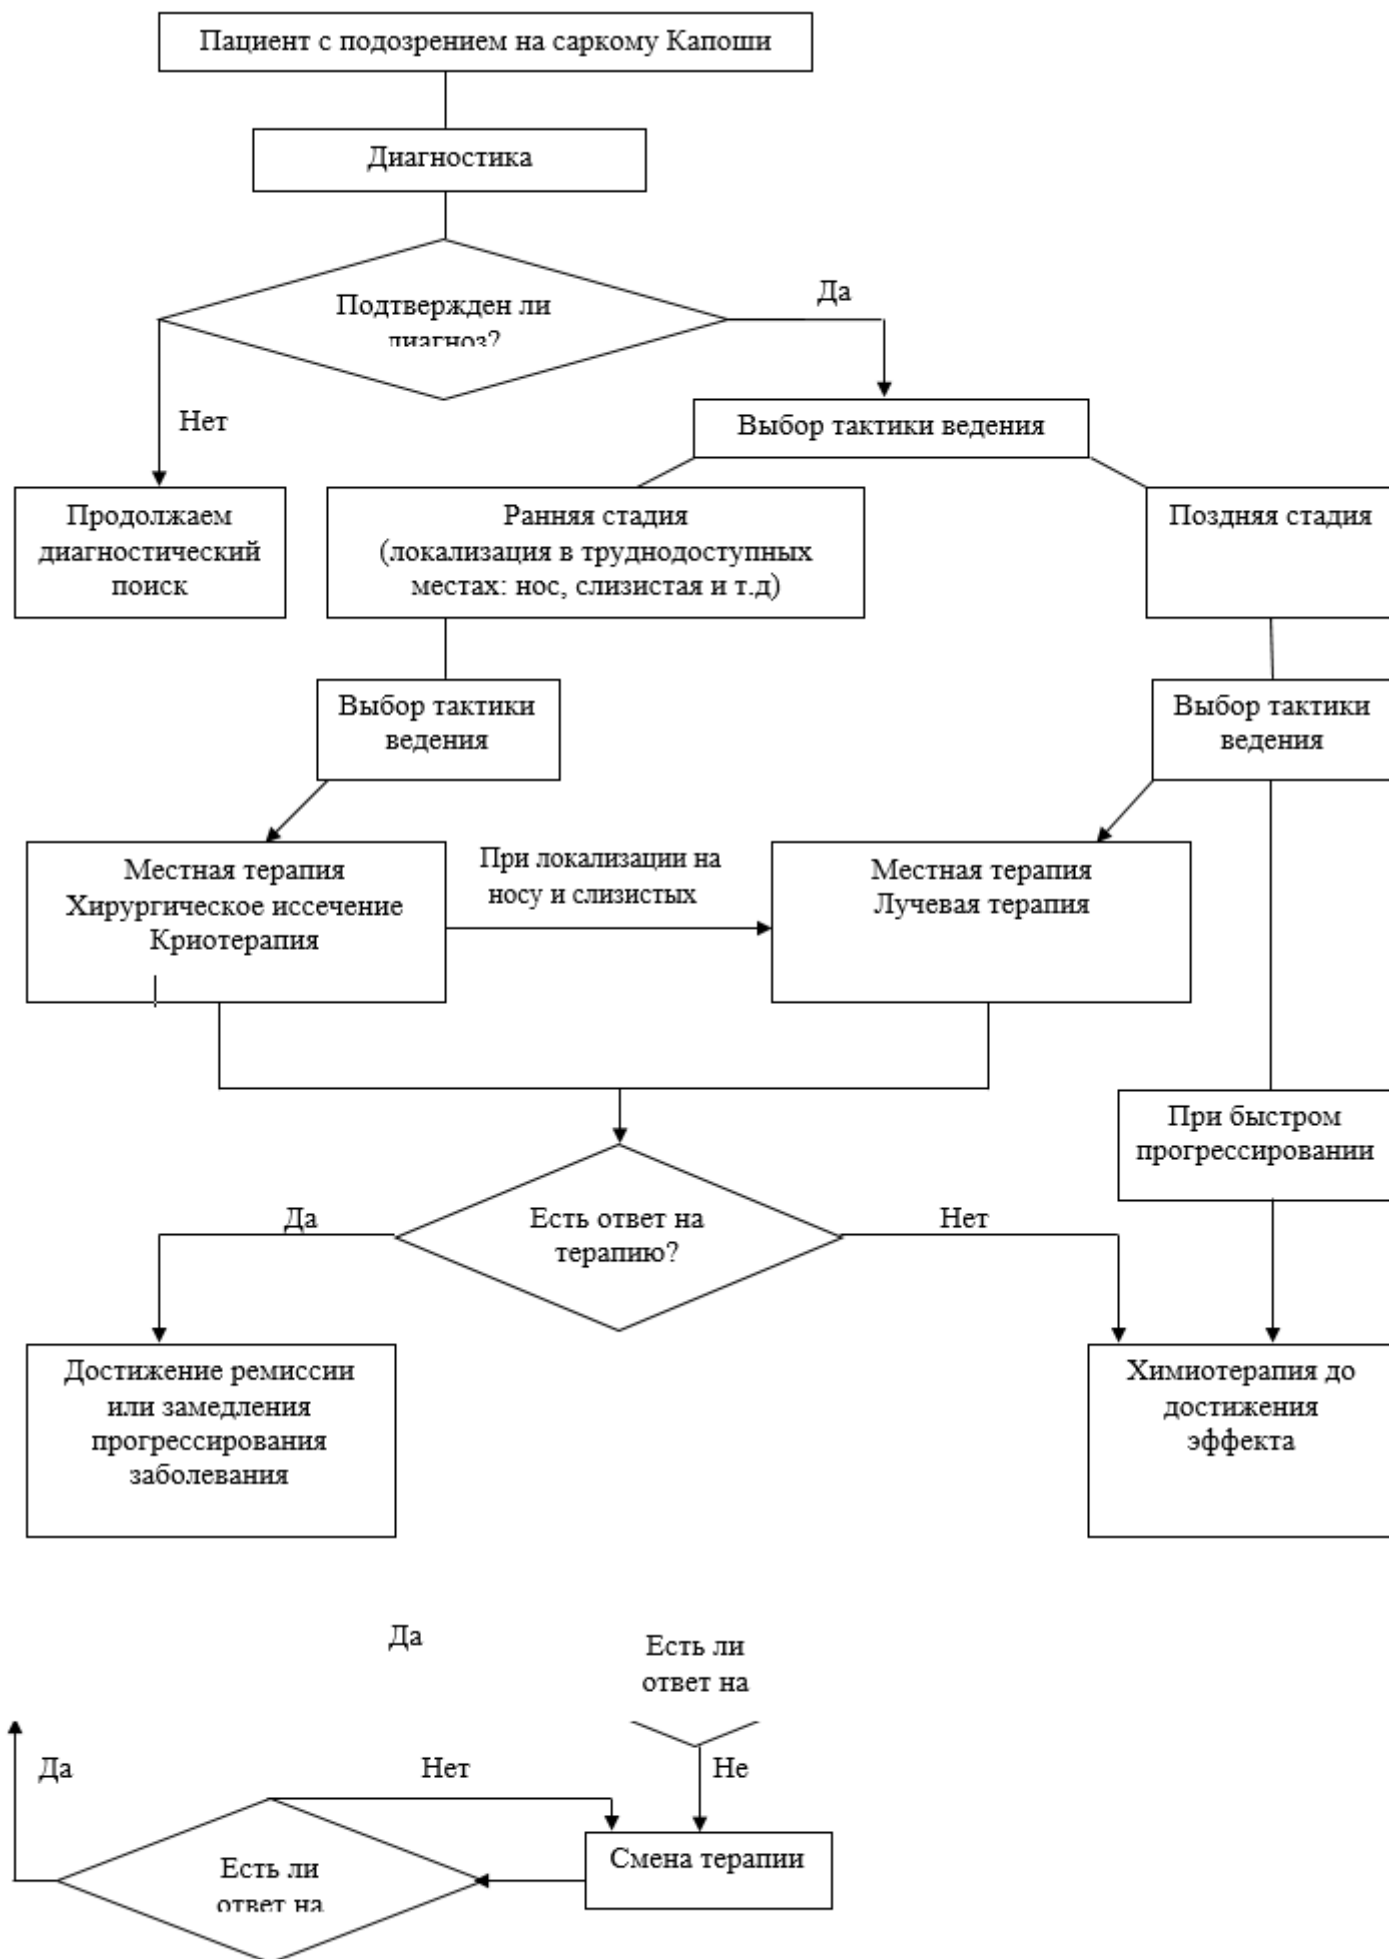 Пациент с подозрением на саркому Капоши
Диагностика
Подтвержден ли
диагноз?
Да
Нет
Выбор тактики ведения
Продолжаем
диагностический
поиск
Ранняя стадия
(локализация в труднодоступных
местах: нос, слизистая и т.д)
Поздняя стадия
Выбор тактики
ведения
Выбор тактики
ведения
Местная терапия
Хирургическое иссечение
Криотерапия
При локализации на
носу и слизистых
Местная терапия
Лучевая терапия
При быстром
прогрессировании
Да
Есть ответ на
терапию?
Нет
Достижение ремиссии
или замедления
прогрессирования
заболевания
Химиотерапия до
достижения
эффекта
Да
Есть ли
ответ на
Да
Нет
Не
Смена терапии
Есть ли
ответ на